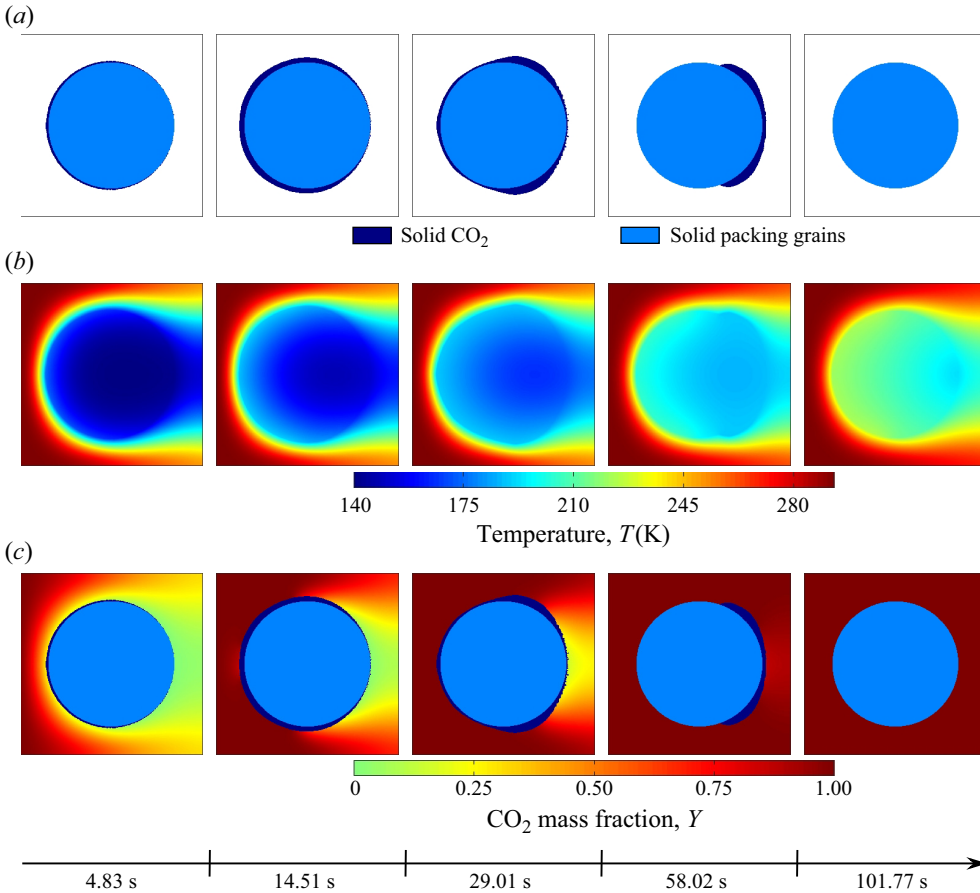 (a)
Solid CO₂ Solid packing grains
(b)
140 175 210 245 280
Temperature, T(K)
(c)
0 0.25 0.50 0.75 1.00
CO₂ mass fraction, Y
4.83 s 14.51 s 29.01 s 58.02 s 101.77 s